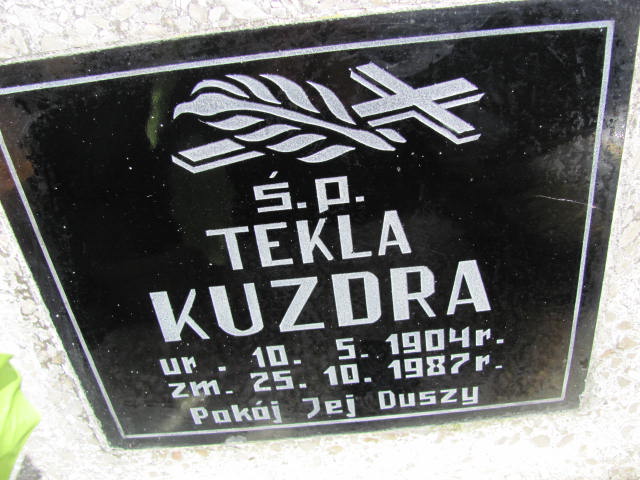 ś.p.
TEKLA
KUZDRA
ur. 10. 5. 1904r.
zm. 25. 10. 1987r.
Pokój Jej Duszy